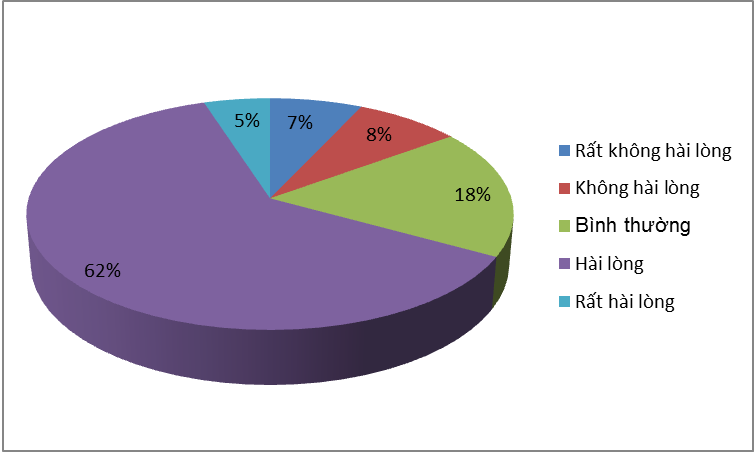 5%
7%
8%
18%
62%
Rất không hài lòng
Không hài lòng
Bình thường
Hài lòng
Rất hài lòng